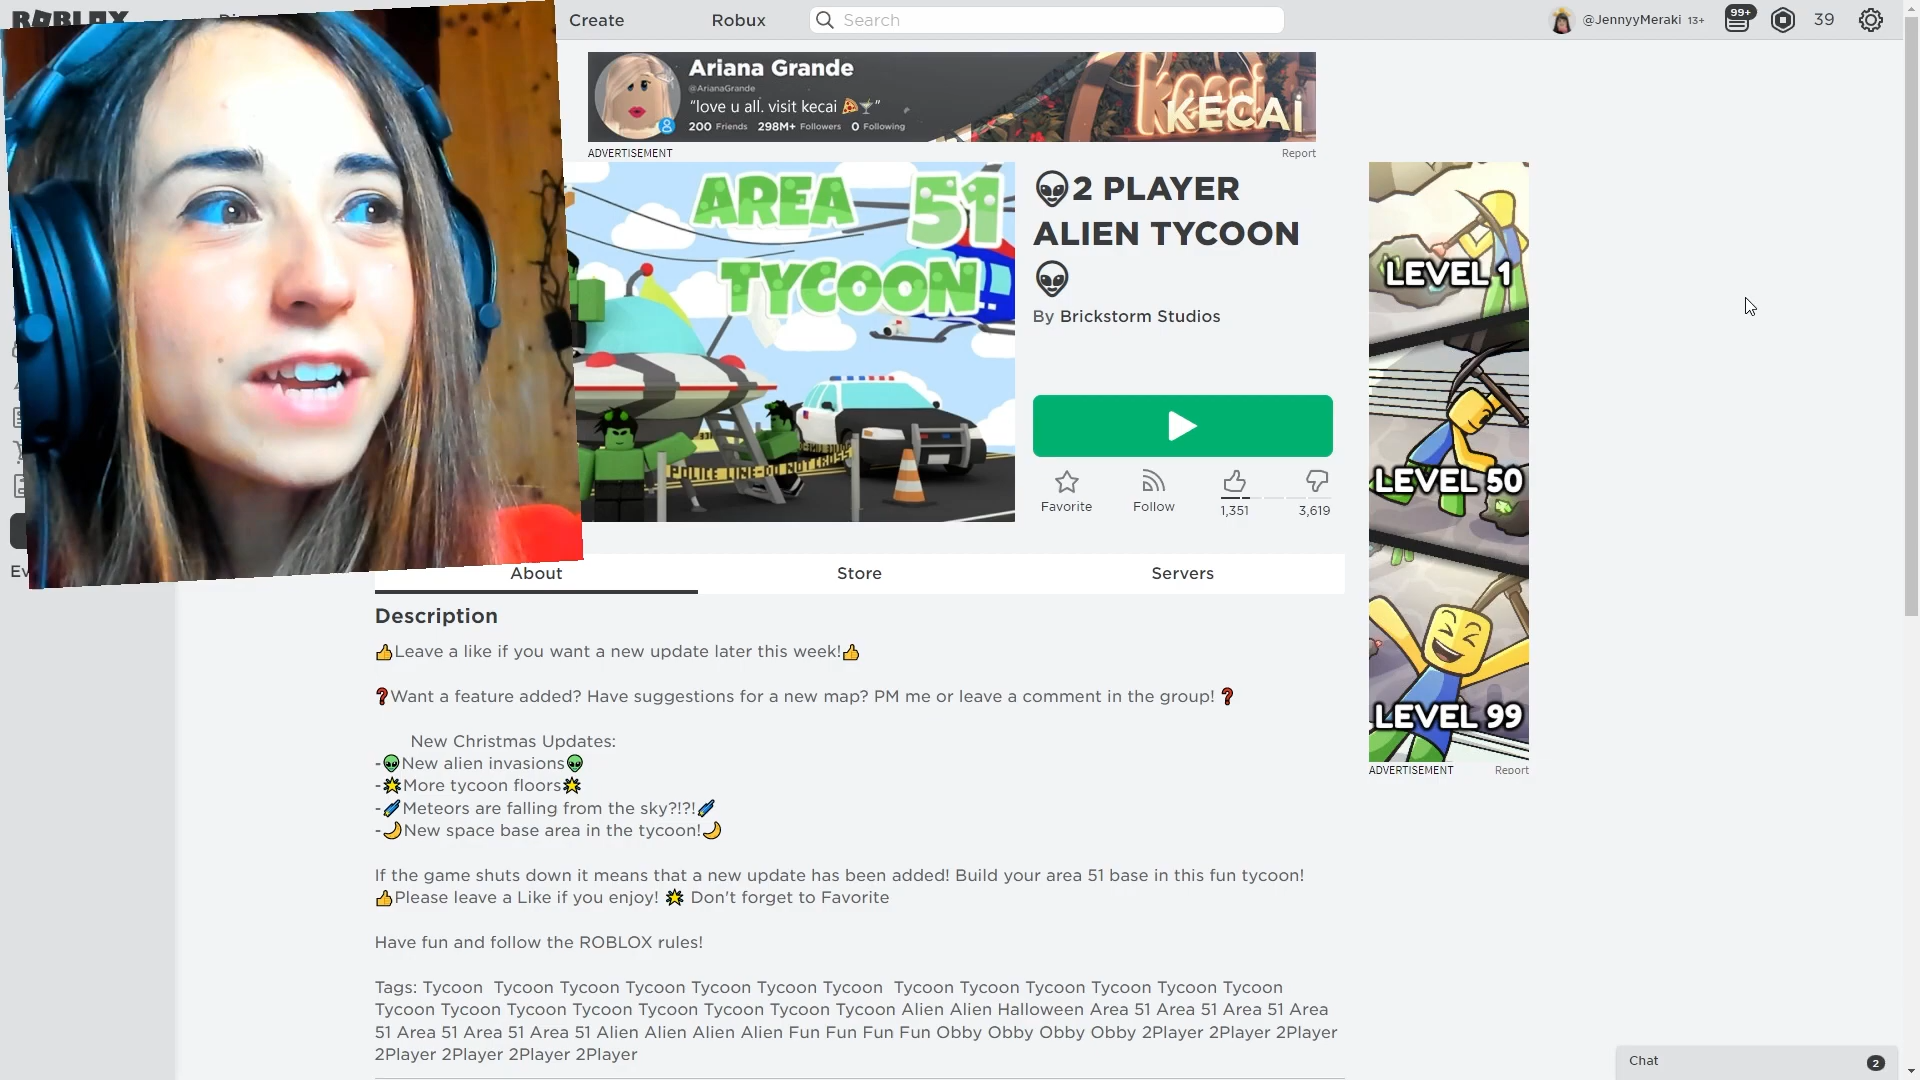 ROBLOX
Create
Robux
Search
@JennyyMeraki 13+
99+
39
Ariana Grande
@ArianaGrande
"love u all. visit kecai 🍕🍸"
200 Friends 298M+ Followers 0 Following
kecai
KECAi
ADVERTISEMENT
Report
AREA 51
TYCOON
POLICE LINE-DO NOT CROSS
👽2 PLAYER
ALIEN TYCOON
👽
By Brickstorm Studios
Favorite
Follow
1,351
3,619
LEVEL 1
LEVEL 50
LEVEL 99
ADVERTISEMENT
Report
Ev
About
Store
Servers
Description
👍Leave a like if you want a new update later this week!👍
❓Want a feature added? Have suggestions for a new map? PM me or leave a comment in the group! ❓
New Christmas Updates:
-👽New alien invasions👽
-🌟More tycoon floors🌟
-☄Meteors are falling from the sky?!?!☄
-🌙New space base area in the tycoon!🌙
If the game shuts down it means that a new update has been added! Build your area 51 base in this fun tycoon!
👍Please leave a Like if you enjoy! 🌟 Don't forget to Favorite
Have fun and follow the ROBLOX rules!
Tags: Tycoon Tycoon Tycoon Tycoon Tycoon Tycoon Tycoon Tycoon Tycoon Tycoon Tycoon Tycoon Tycoon
Tycoon Tycoon Tycoon Tycoon Tycoon Tycoon Tycoon Tycoon Alien Alien Halloween Area 51 Area 51 Area 51 Area
51 Area 51 Area 51 Area 51 Alien Alien Alien Alien Fun Fun Fun Fun Obby Obby Obby Obby 2Player 2Player 2Player
2Player 2Player 2Player 2Player
Chat
2